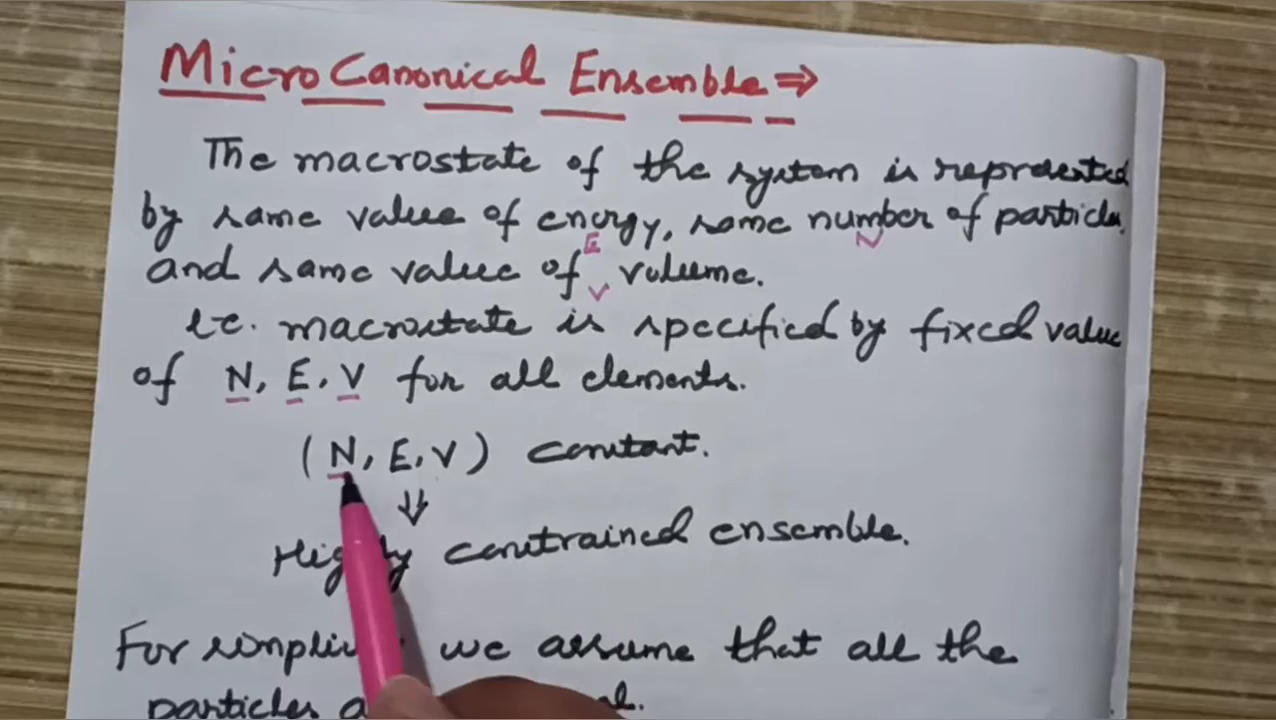 MicroCanonical Ensemble ⇒
The macrostate of the system is represented
by same value of energy, same number of particles
E N
and same value of volume.
V
i.e. macrostate is specified by fixed value
of N, E, V for all elements.
(N, E, V) constant.
⇓
constrained ensemble.
For we assume that all the
particles